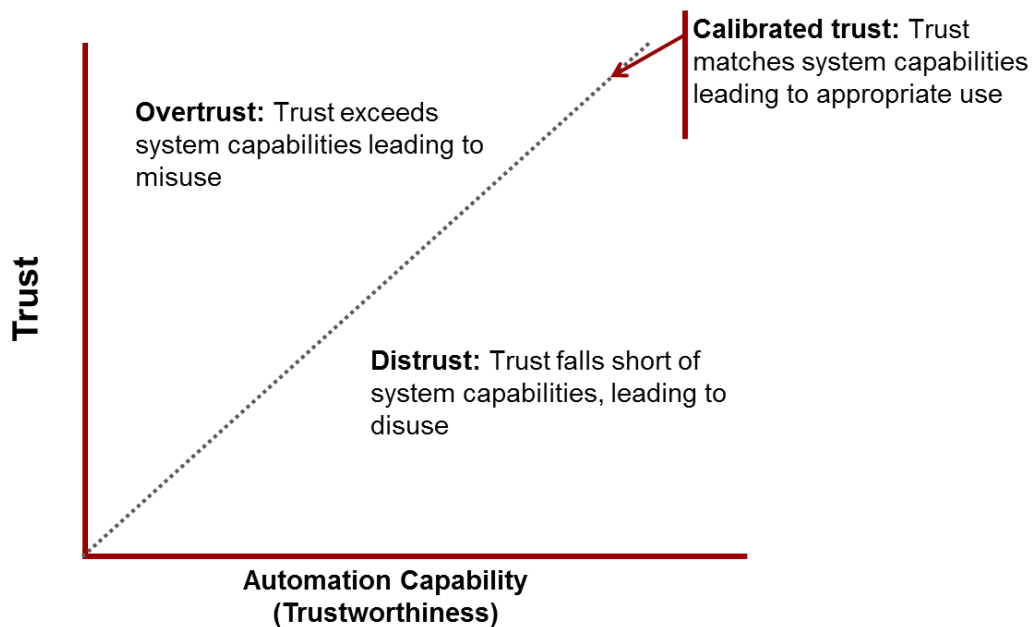 Calibrated trust: Trust
matches system capabilities
leading to appropriate use
Overtrust: Trust exceeds
system capabilities leading to
misuse
Trust
Distrust: Trust falls short of
system capabilities, leading to
disuse
Automation Capability
(Trustworthiness)